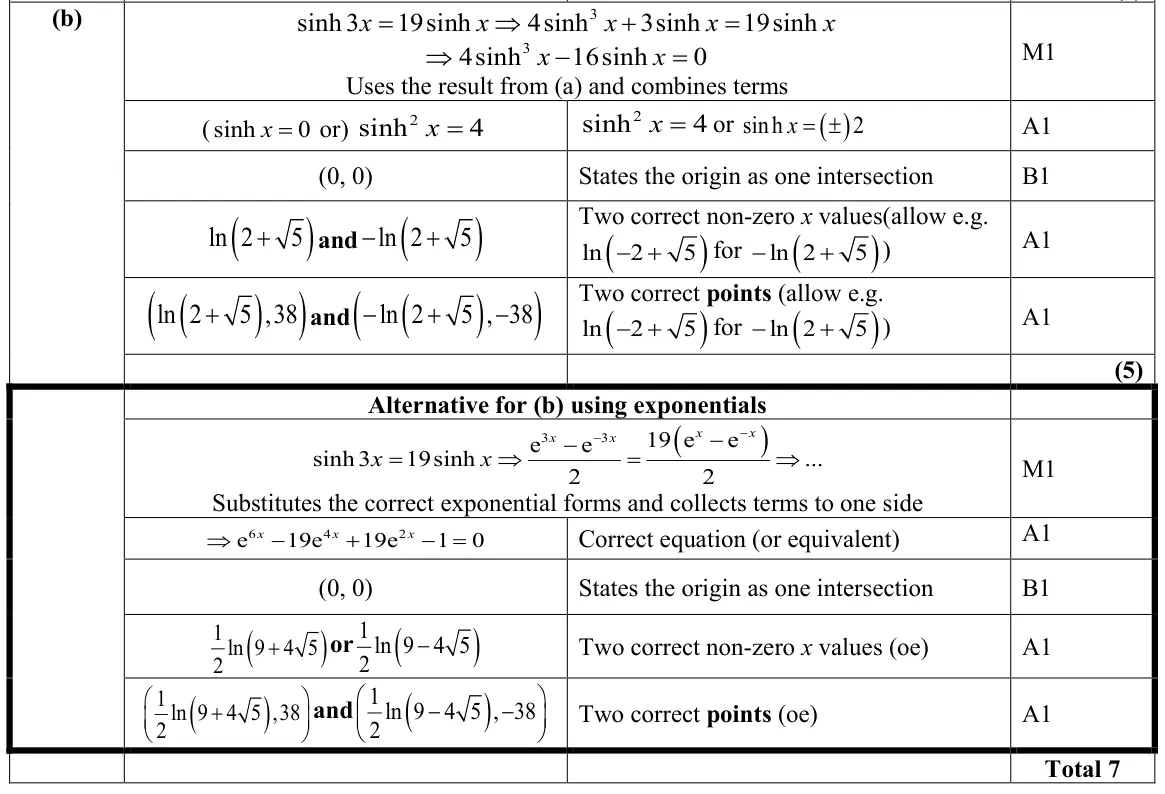 (b)
sinh 3x = 19 sinh x ⇒ 4 sinh³ x + 3 sinh x = 19 sinh x
⇒ 4 sinh³ x − 16 sinh x = 0
Uses the result from (a) and combines terms
M1
( sinh x = 0 or) sinh² x = 4
sinh² x = 4 or sinh x = (±) 2
A1
(0, 0)
States the origin as one intersection
B1
ln(2 + √5) and −ln(2 + √5)
Two correct non-zero x values(allow e.g.
ln(−2 + √5) for −ln(2 + √5))
A1
(ln(2 + √5), 38) and (−ln(2 + √5), −38)
Two correct points (allow e.g.
ln(−2 + √5) for −ln(2 + √5))
A1
(5)
Alternative for (b) using exponentials
sinh 3x = 19 sinh x ⇒ (e³ˣ − e⁻³ˣ)/2 = 19(eˣ − e⁻ˣ)/2 ⇒ ...
Substitutes the correct exponential forms and collects terms to one side
M1
⇒ e⁶ˣ − 19e⁴ˣ + 19e²ˣ − 1 = 0
Correct equation (or equivalent)
A1
(0, 0)
States the origin as one intersection
B1
1/2 ln(9 + 4√5) or 1/2 ln(9 − 4√5)
Two correct non-zero x values (oe)
A1
(1/2 ln(9 + 4√5), 38) and (1/2 ln(9 − 4√5), −38)
Two correct points (oe)
A1
Total 7